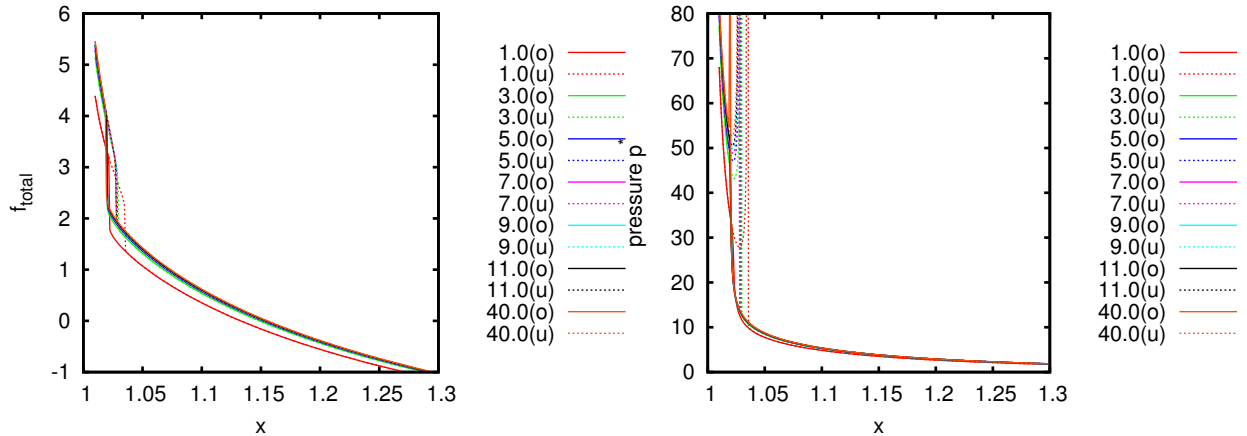 6
5
4
3
2
1
0
-1
1
1.05
1.1
1.15
1.2
1.25
1.3
f_total
x
1.0(o)
1.0(u)
3.0(o)
3.0(u)
5.0(o)
5.0(u)
7.0(o)
7.0(u)
9.0(o)
9.0(u)
11.0(o)
11.0(u)
40.0(o)
40.0(u)
80
70
60
50
40
30
20
10
0
1
1.05
1.1
1.15
1.2
1.25
1.3
pressure p*
x
1.0(o)
1.0(u)
3.0(o)
3.0(u)
5.0(o)
5.0(u)
7.0(o)
7.0(u)
9.0(o)
9.0(u)
11.0(o)
11.0(u)
40.0(o)
40.0(u)